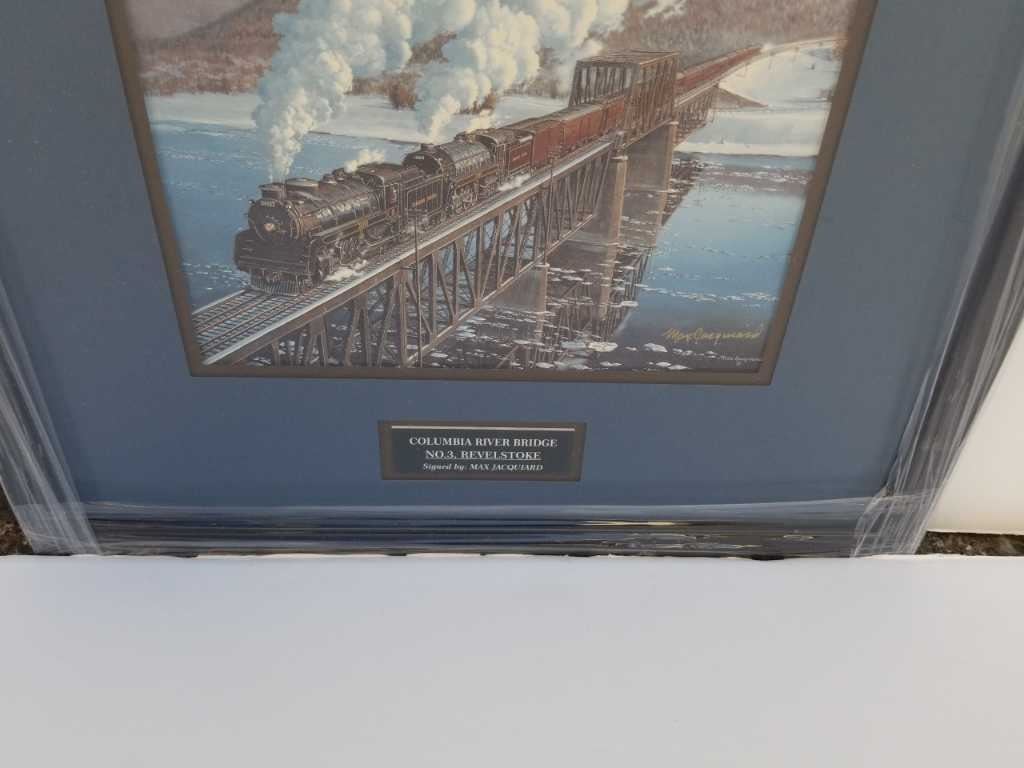 Max Jacquiard
COLUMBIA RIVER BRIDGE
NO.3, REVELSTOKE
Signed by: MAX JACQUIARD